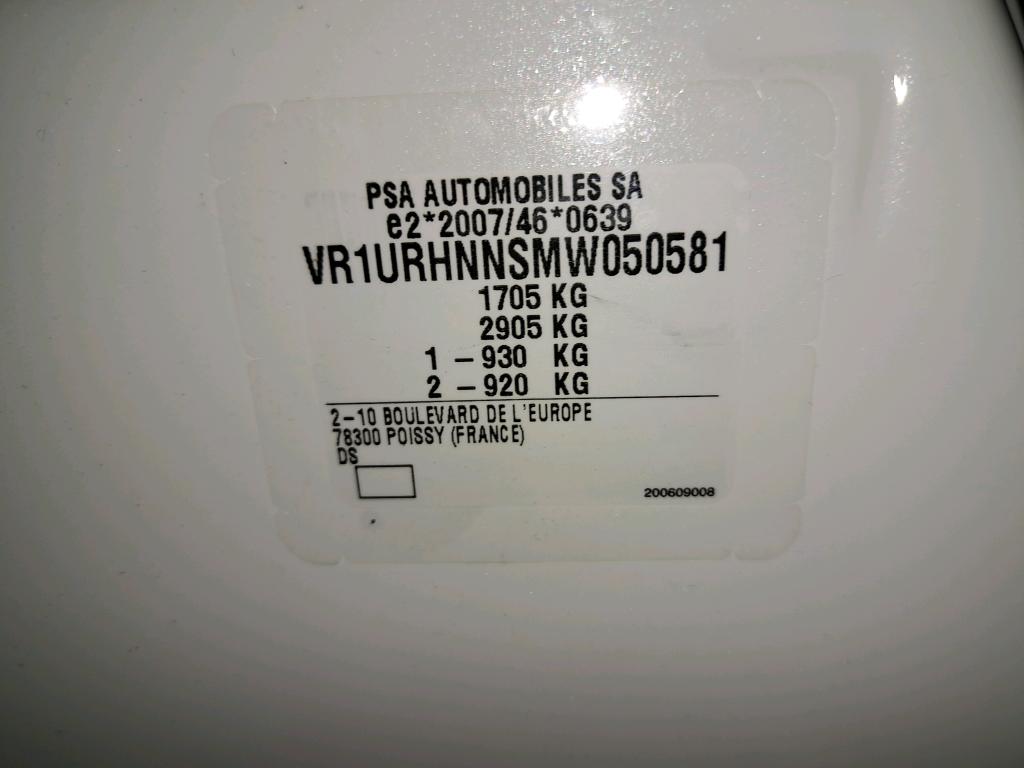 PSA AUTOMOBILES SA
e2*2007/46*0639
VR1URHNNSMW050581
1705 KG
2905 KG
1 – 930 KG
2 – 920 KG
2–10 BOULEVARD DE L'EUROPE
78300 POISSY (FRANCE)
DS
200609008